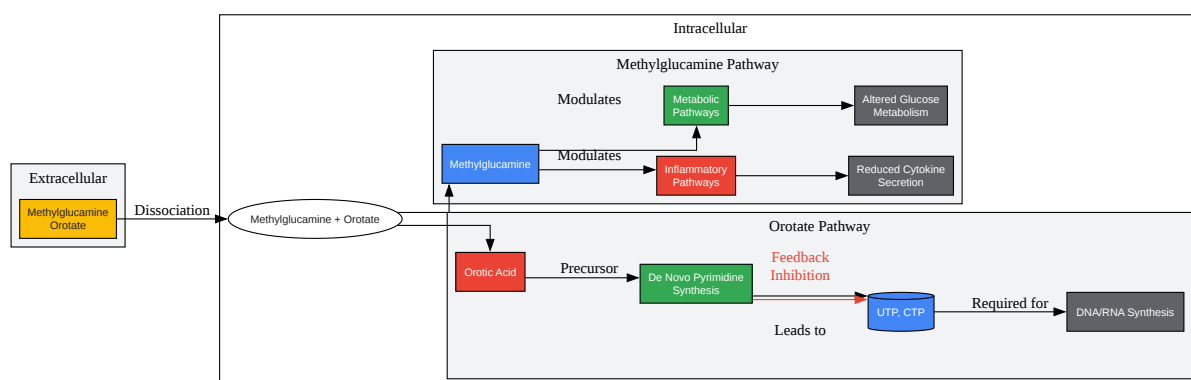 Intracellular
Methylglucamine Pathway
Modulates
Metabolic
Pathways
Altered Glucose
Metabolism
Methylglucamine
Modulates
Inflammatory
Pathways
Reduced Cytokine
Secretion
Extracellular
Methylglucamine
Orotate
Dissociation
Methylglucamine + Orotate
Orotate Pathway
Orotic Acid
Precursor
De Novo Pyrimidine
Synthesis
Feedback
Inhibition
Leads to
UTP, CTP
Required for
DNA/RNA Synthesis